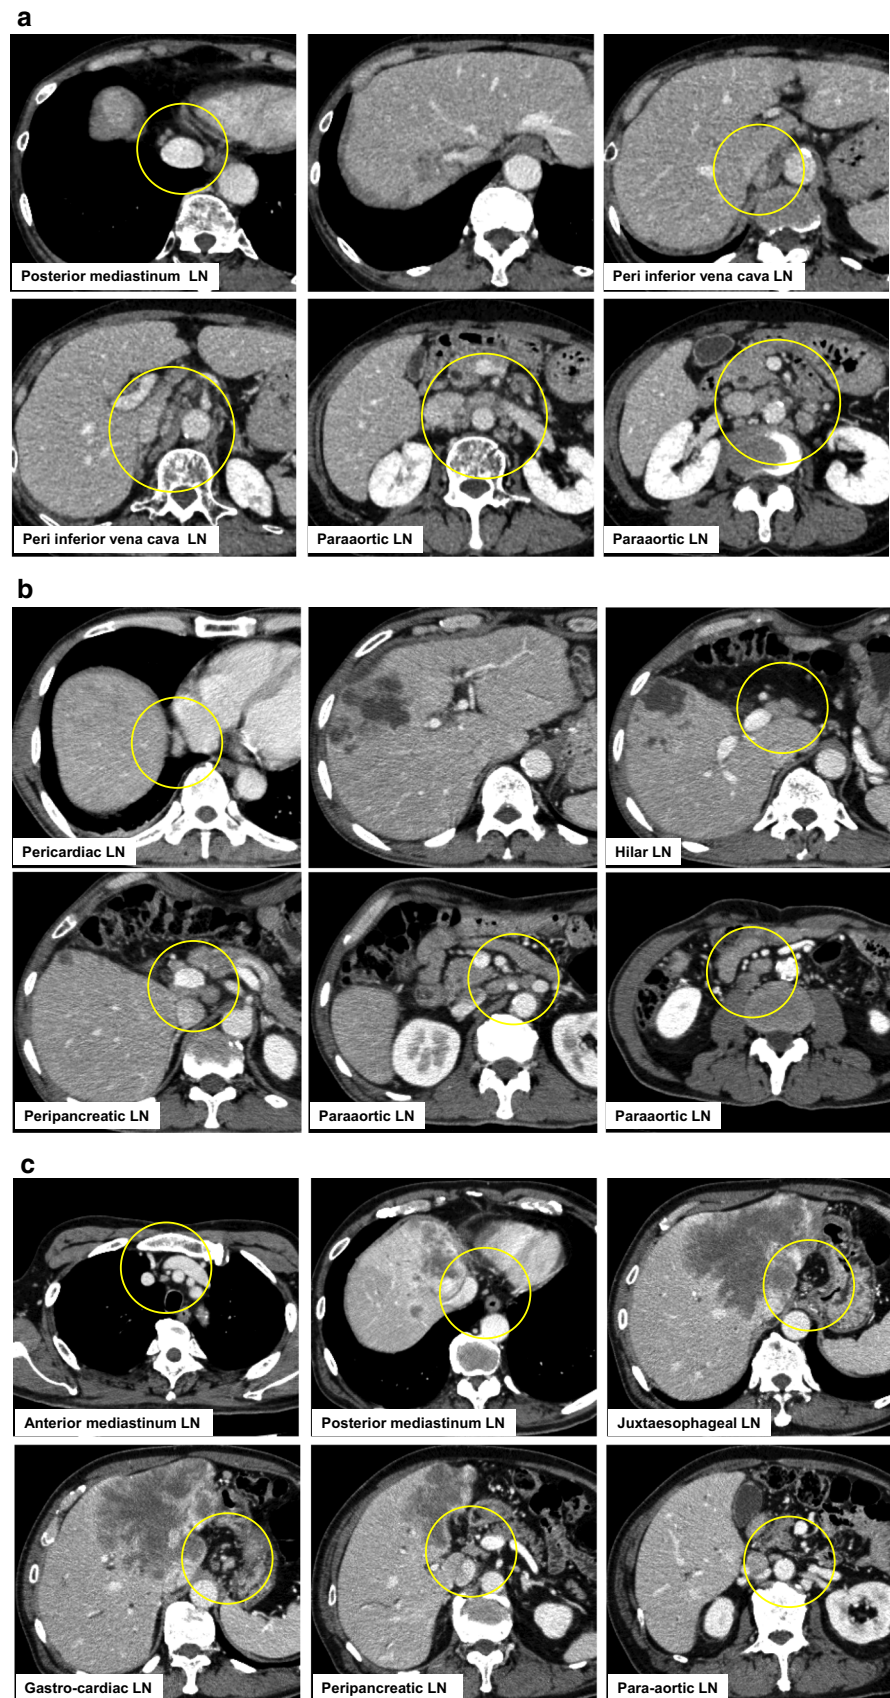 a
Posterior mediastinum LN
Peri inferior vena cava LN
Peri inferior vena cava LN
Paraaortic LN
Paraaortic LN
b
Pericardiac LN
Hilar LN
Peripancreatic LN
Paraaortic LN
Paraaortic LN
c
Anterior mediastinum LN
Posterior mediastinum LN
Juxtaesophageal LN
Gastro-cardiac LN
Peripancreatic LN
Para-aortic LN